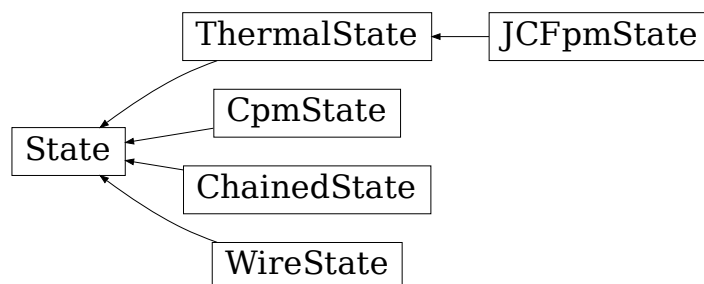 ThermalState
JCFpmState
CpmState
State
ChainedState
WireState